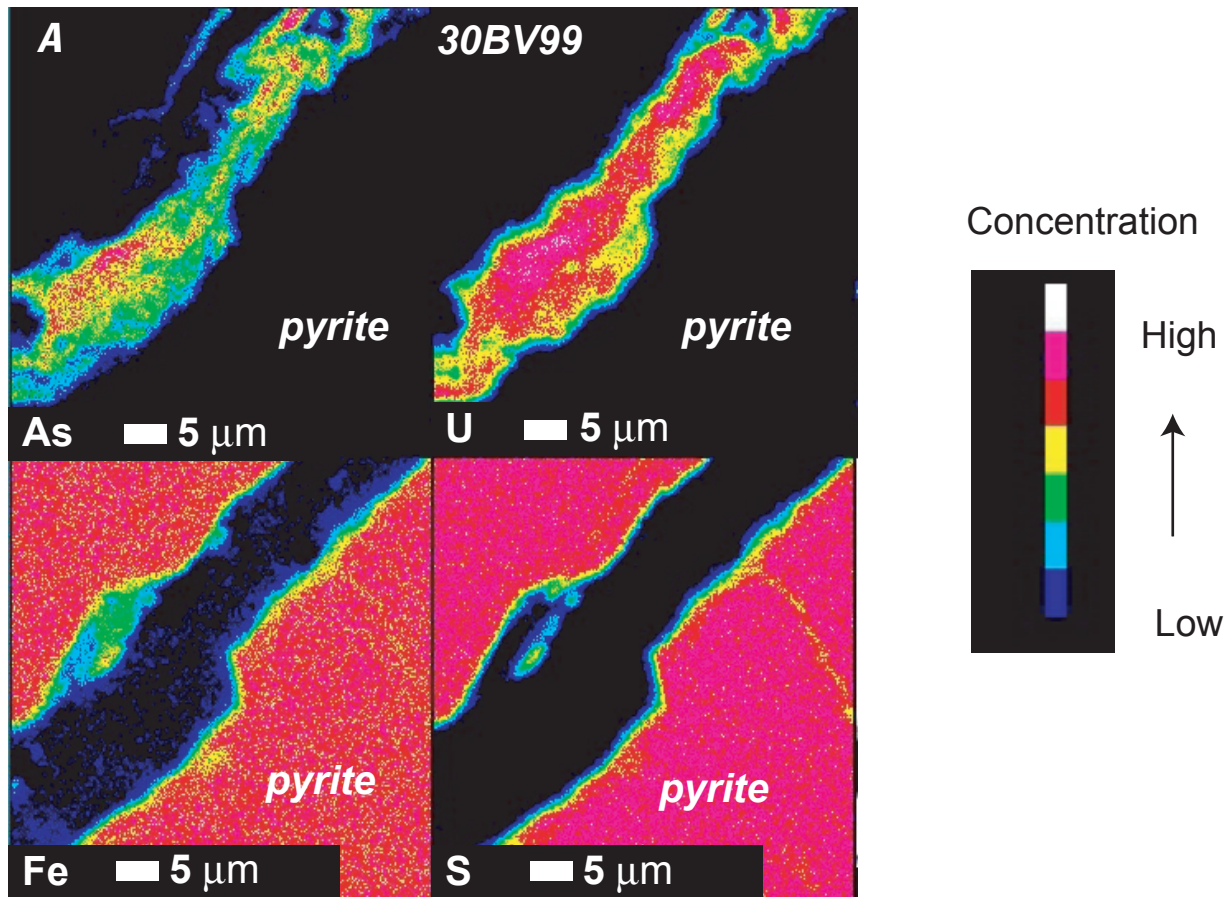 A
30BV99
pyrite
pyrite
As 5 μm
U 5 μm
pyrite
pyrite
Fe 5 μm
S 5 μm
Concentration
High
Low